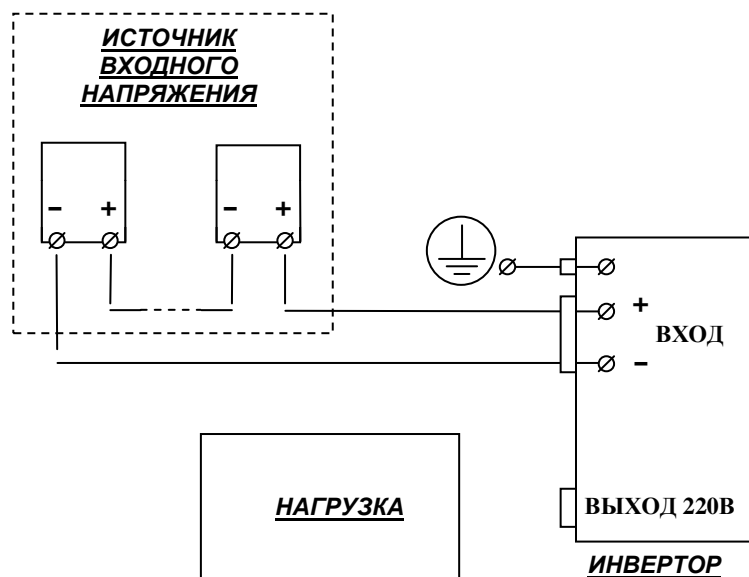 ИСТОЧНИК
ВХОДНОГО
НАПРЯЖЕНИЯ
- + - +
+
ВХОД
-
НАГРУЗКА
ВЫХОД 220В
ИНВЕРТОР